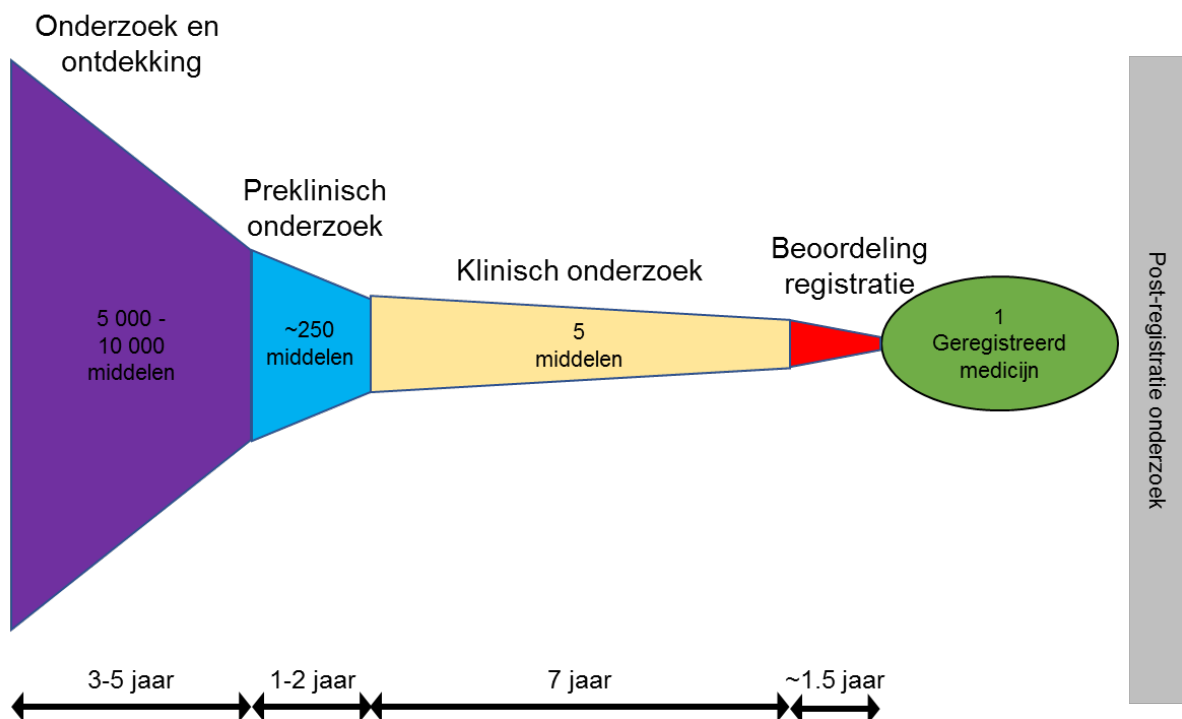 Onderzoek en
ontdekking
Preklinisch
onderzoek
Klinisch onderzoek
Beoordeling
registratie
5 000 -
10 000
middelen
~250
middelen
5
middelen
1
Geregistreerd
medicijn
Post-registratie onderzoek
3-5 jaar
1-2 jaar
7 jaar
~1.5 jaar